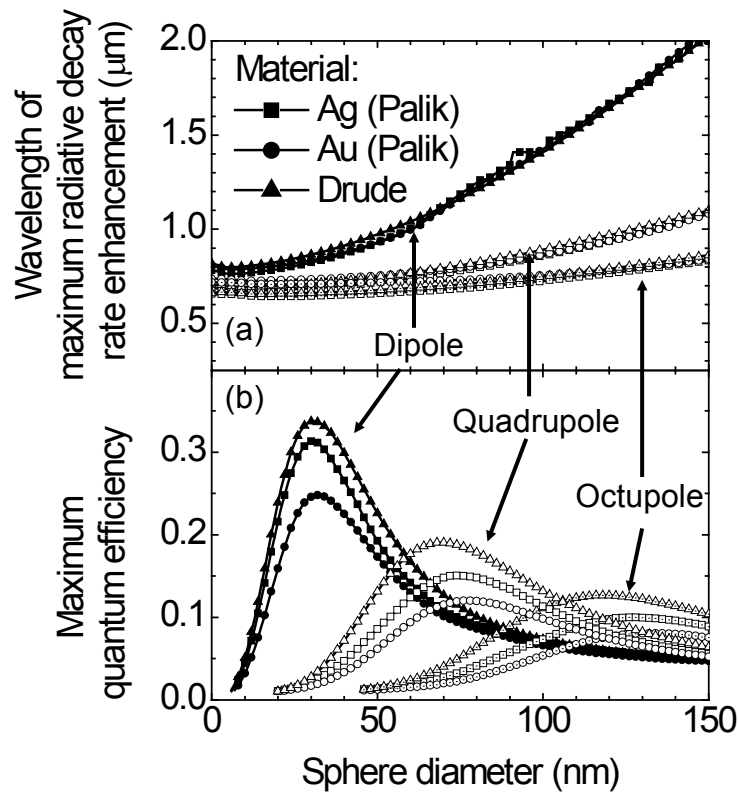 Wavelength of
maximum radiative decay
rate enhancement (μm)
2.0
1.5
1.0
0.5
Material:
Ag (Palik)
Au (Palik)
Drude
(a)
Dipole
(b)
Quadrupole
Octupole
Maximum
quantum efficiency
0.3
0.2
0.1
0.0
0
50
100
150
Sphere diameter (nm)